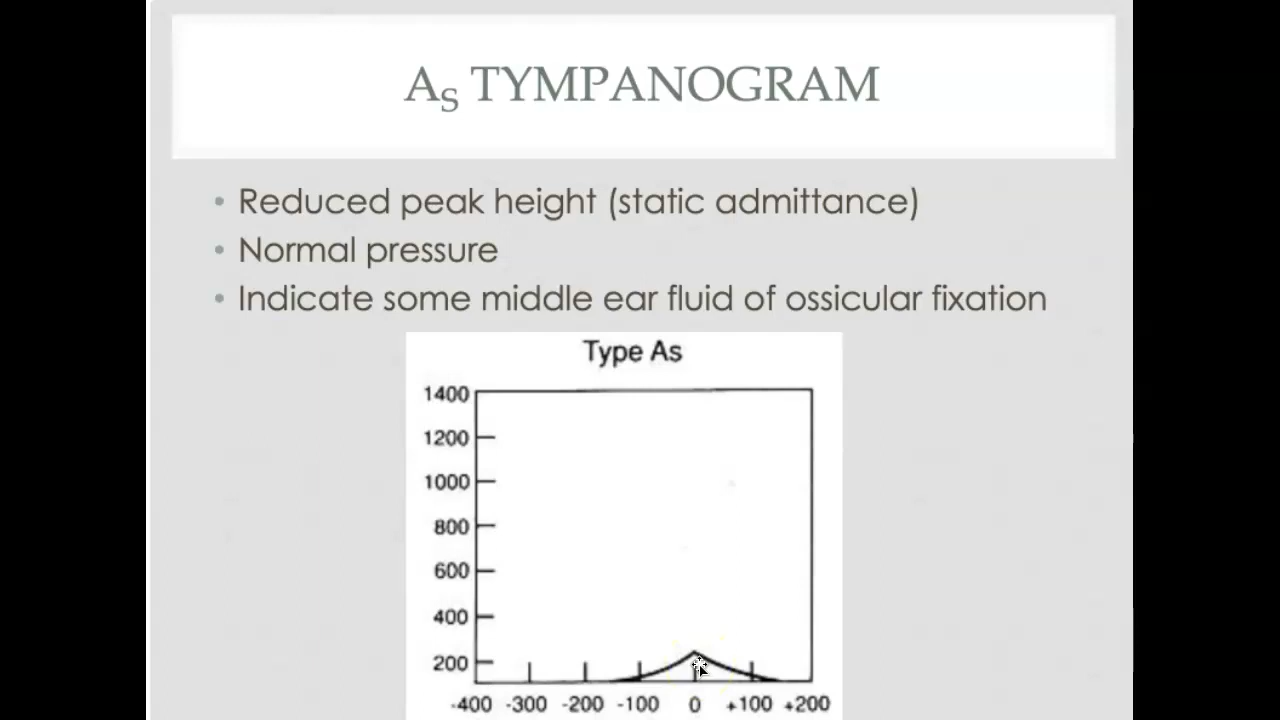 As TYMPANOGRAM
• Reduced peak height (static admittance)
• Normal pressure
• Indicate some middle ear fluid of ossicular fixation
Type As
1400
1200
1000
800
600
400
200
-400 -300 -200 -100 0 +100 +200